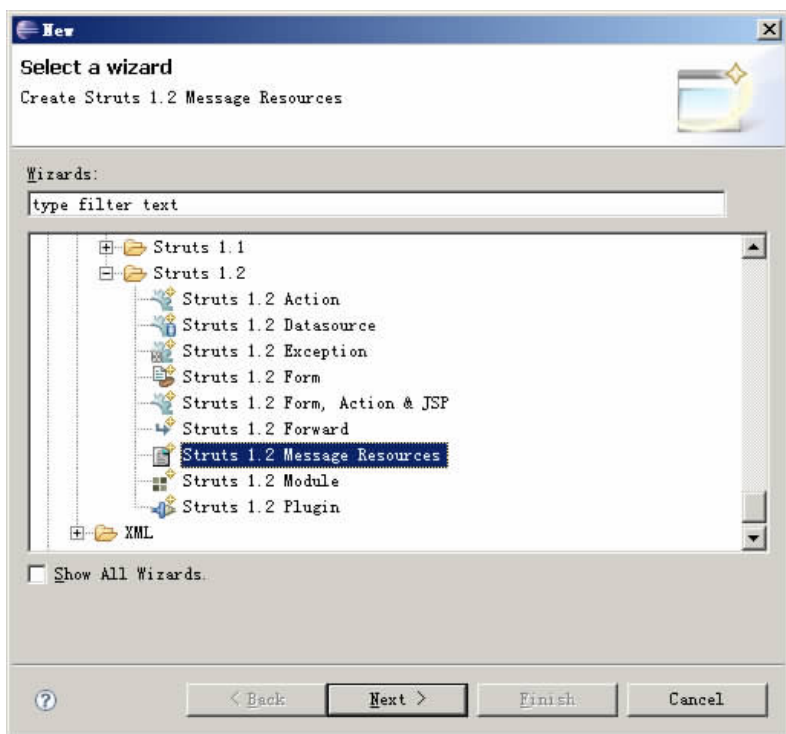 New
Select a wizard
Create Struts 1.2 Message Resources
Wizards:
type filter text
Struts 1.1
Struts 1.2
Struts 1.2 Action
Struts 1.2 Datasource
Struts 1.2 Exception
Struts 1.2 Form
Struts 1.2 Form, Action & JSP
Struts 1.2 Forward
Struts 1.2 Message Resources
Struts 1.2 Module
Struts 1.2 Plugin
XML
Show All Wizards.
< Back Next > Finish Cancel